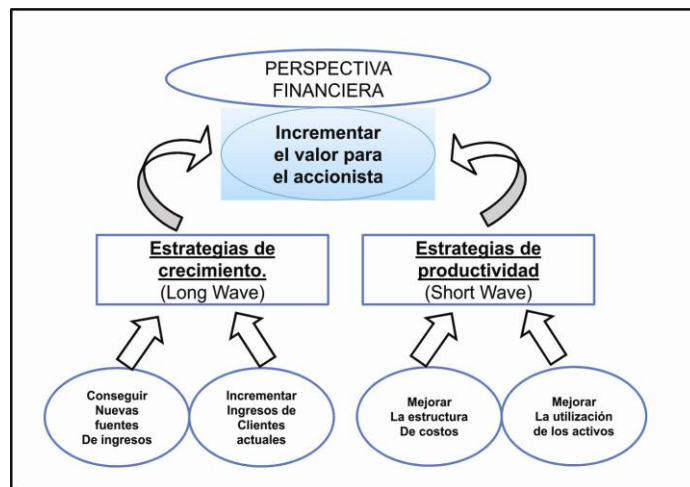 PERSPECTIVA
FINANCIERA
Incrementar
el valor para
el accionista
Estrategias de
crecimiento.
(Long Wave)
Estrategias de
productividad
(Short Wave)
Conseguir
Nuevas
fuentes
De ingresos
Incrementar
Ingresos de
Clientes
actuales
Mejorar
La estructura
De costos
Mejorar
La utilización
de los activos